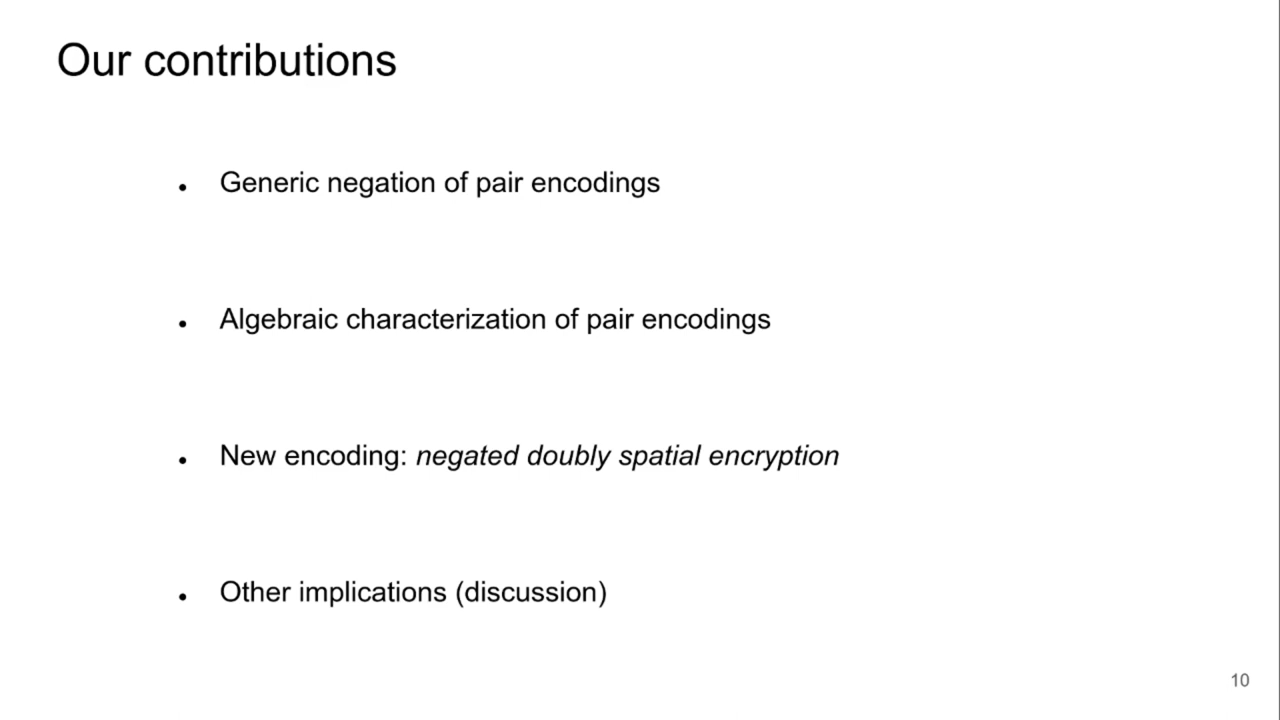 Our contributions
● Generic negation of pair encodings
● Algebraic characterization of pair encodings
● New encoding: negated doubly spatial encryption
● Other implications (discussion)
10